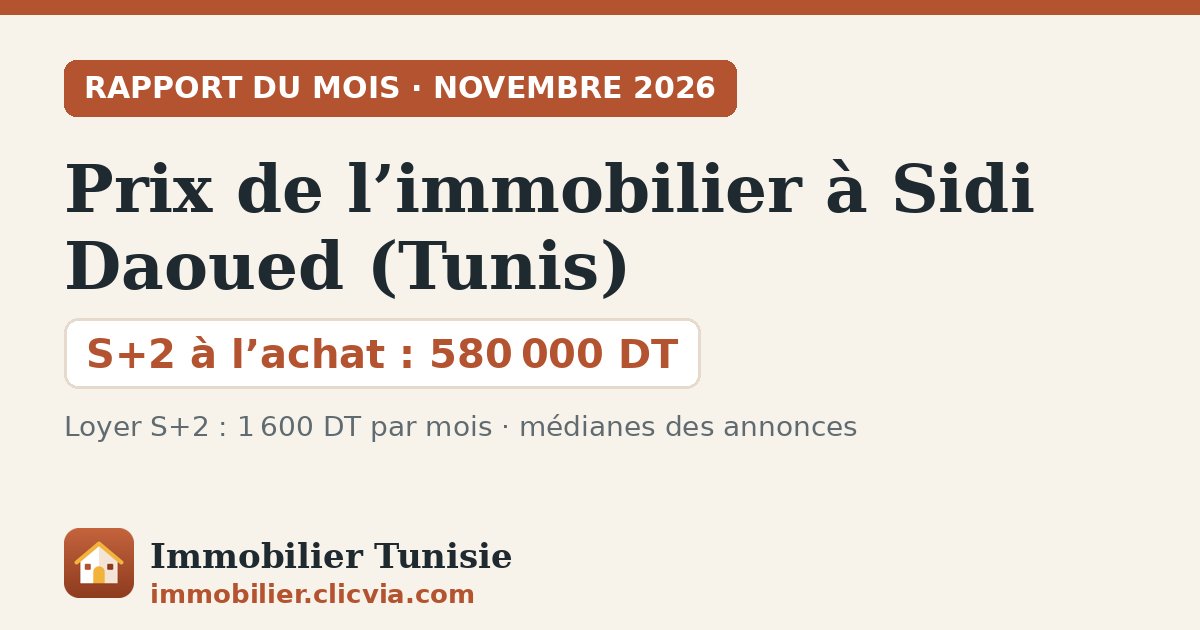 RAPPORT DU MOIS · NOVEMBRE 2026
Prix de l’immobilier à Sidi
Daoued (Tunis)
S+2 à l’achat : 580 000 DT
Loyer S+2 : 1 600 DT par mois · médianes des annonces
Immobilier Tunisie
immobilier.clicvia.com